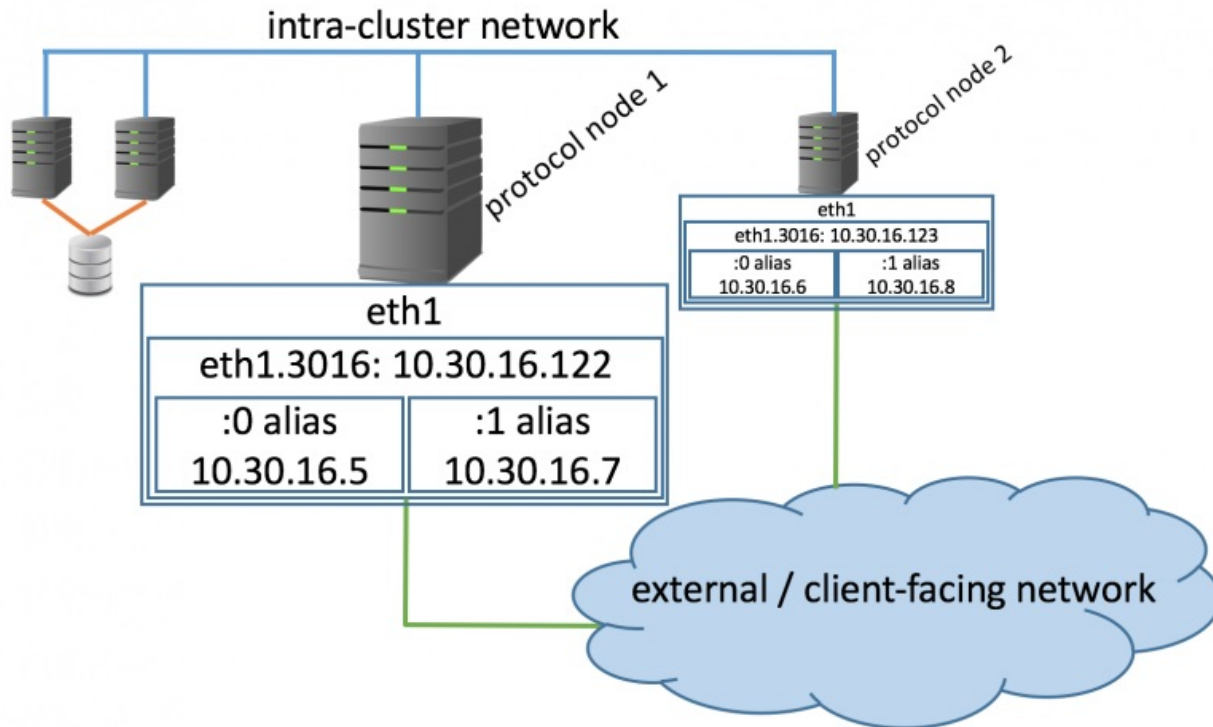 intra-cluster network
protocol node 1
protocol node 2
eth1
eth1.3016: 10.30.16.123
:0 alias
10.30.16.6
:1 alias
10.30.16.8
eth1
eth1.3016: 10.30.16.122
:0 alias
10.30.16.5
:1 alias
10.30.16.7
external / client-facing network